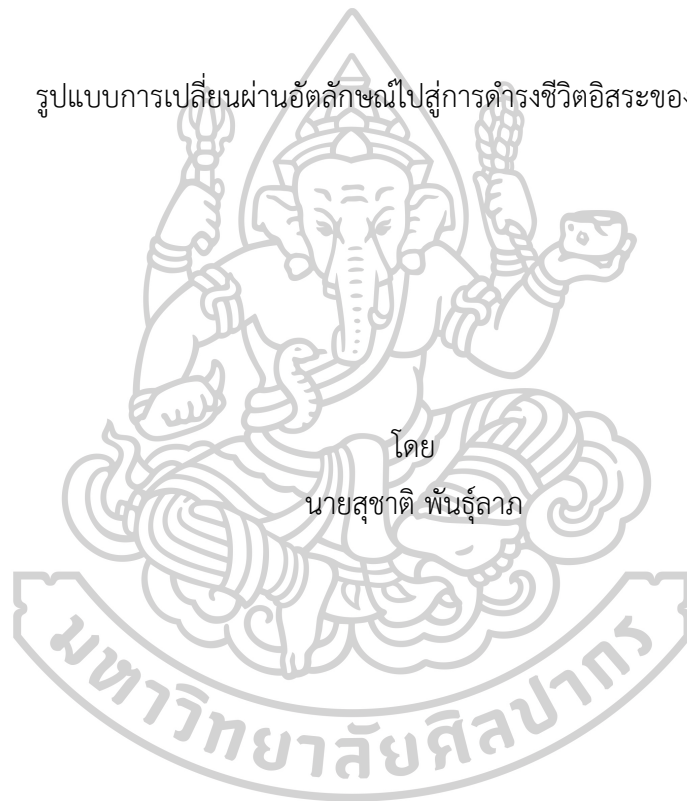 รูปแบบการเปลี่ยนผ่านอัตลักษณ์ไปสู่การดำรงชีวิตอิสระของ
โดย
นายสุชาติ พันธุ์ลาภ
มหาวิทยาลัยศิลปากร